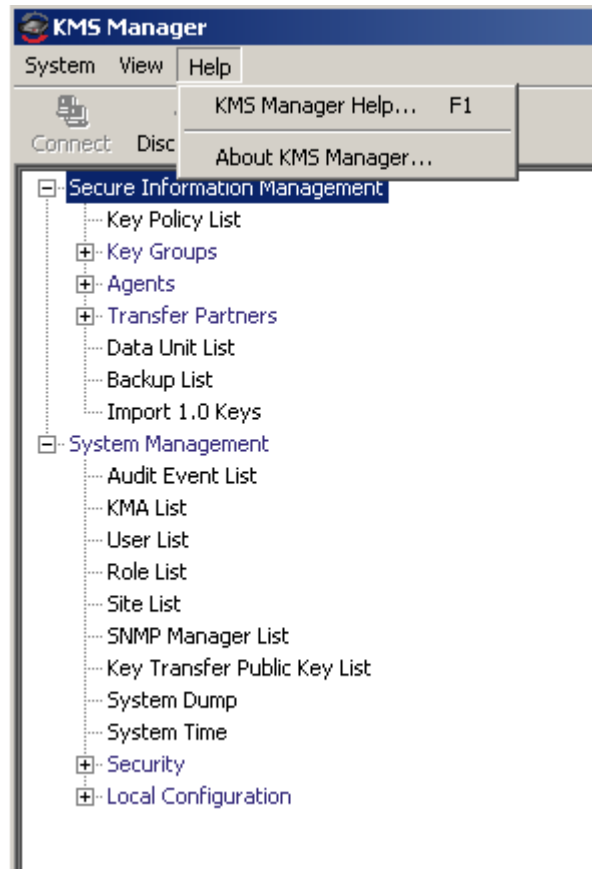 KMS Manager
System View Help
KMS Manager Help... F1
About KMS Manager...
Connect Disc
Secure Information Management
Key Policy List
Key Groups
Agents
Transfer Partners
Data Unit List
Backup List
Import 1.0 Keys
System Management
Audit Event List
KMA List
User List
Role List
Site List
SNMP Manager List
Key Transfer Public Key List
System Dump
System Time
Security
Local Configuration